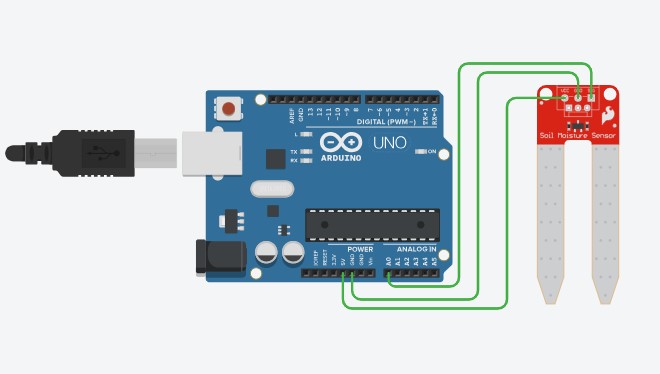 AREF
GND
13
12
~11
~10
~9
8
7
~6
~5
4
~3
2
TX→1
RX←0
DIGITAL (PWM~)
L
TX
RX
UNO
ARDUINO
ON
Soil Moisture Sensor
POWER
ANALOG IN
IOREF
RESET
3.3V
5V
GND
GND
Vin
A0
A1
A2
A3
A4
A5